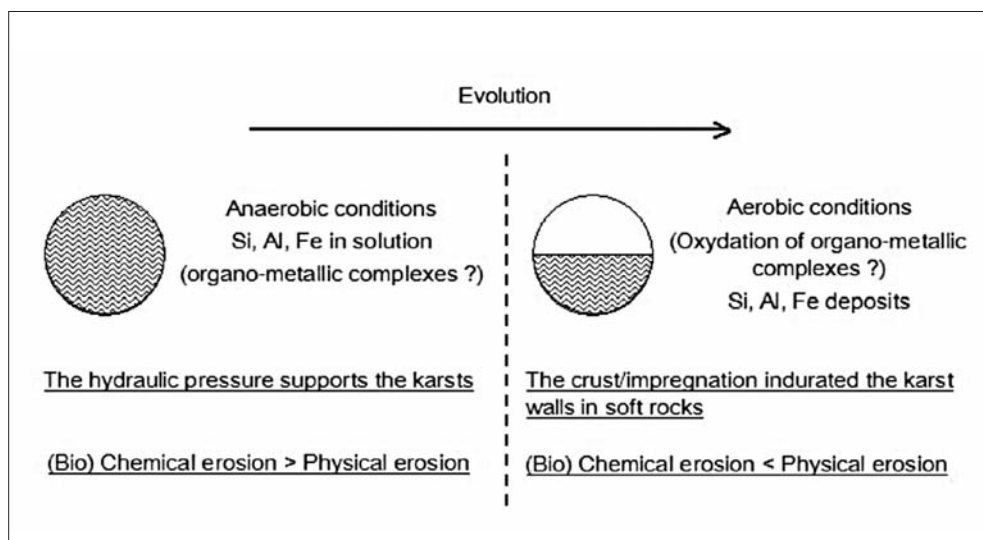 Evolution
Anaerobic conditions
Si, Al, Fe in solution
(organo-metallic complexes ?)
The hydraulic pressure supports the karsts
(Bio) Chemical erosion > Physical erosion
Aerobic conditions
(Oxydation of organo-metallic
complexes ?)
Si, Al, Fe deposits
The crust/impregnation indurated the karst
walls in soft rocks
(Bio) Chemical erosion < Physical erosion